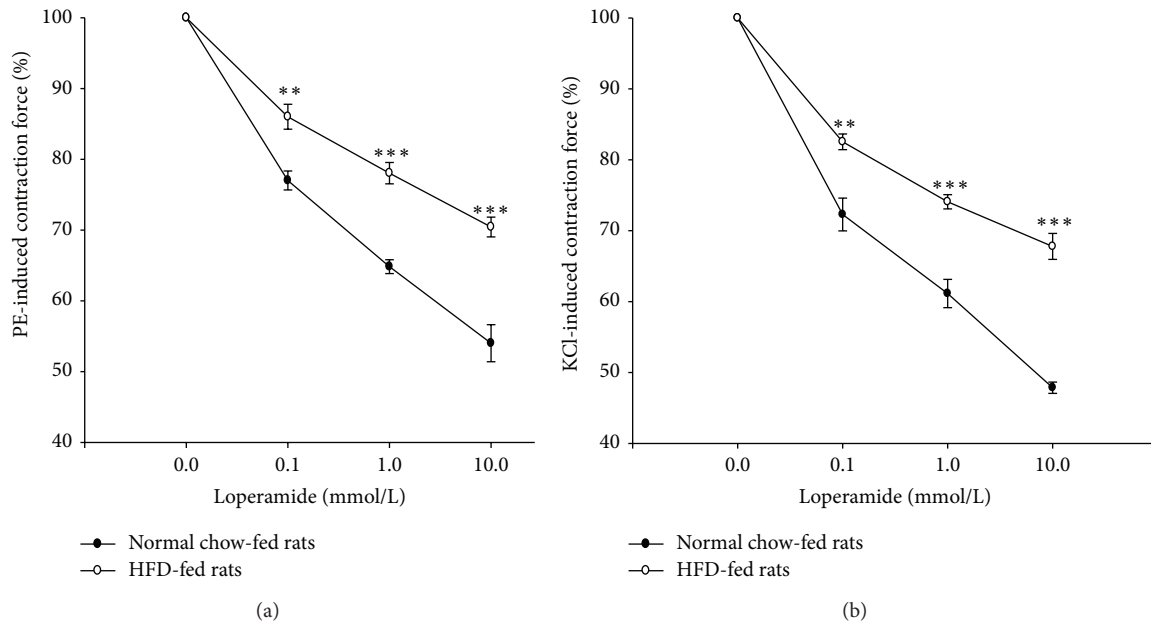 PE-induced contraction force (%)
100
90
80
70
60
50
40
**
***
***
0.0 0.1 1.0 10.0
Loperamide (mmol/L)
Normal chow-fed rats
HFD-fed rats
(a)
KCl-induced contraction force (%)
100
90
80
70
60
50
40
**
***
***
0.0 0.1 1.0 10.0
Loperamide (mmol/L)
Normal chow-fed rats
HFD-fed rats
(b)